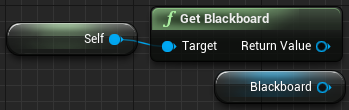 f Get Blackboard
Self
Target Return Value
Blackboard